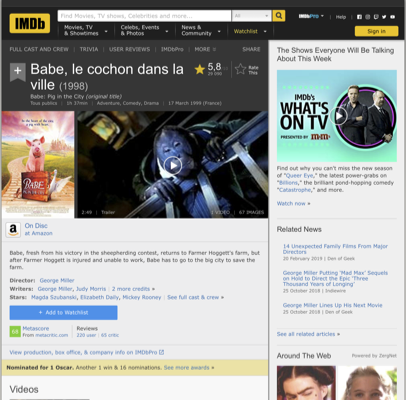 IMDb
Find Movies, TV shows, Celebrities and more...
All
IMDbPro
Help
Movies, TV & Showtimes
Celebs, Events & Photos
News & Community
Watchlist
Sign in
FULL CAST AND CREW | TRIVIA | USER REVIEWS | IMDbPro | MORE
SHARE
Babe, le cochon dans la ville (1998)
5,8
Rate This
Babe: Pig in the City (original title)
Tous publics | 1h 37min | Adventure, Comedy, Drama | 17 March 1999 (France)
BABE
2:49 | Trailer
VIDEO | 67 IMAGES
On Disc
at Amazon
Babe, fresh from his victory in the sheepherding contest, returns to Farmer Hoggett's farm, but
after Farmer Hoggett is injured and unable to work, Babe has to go to the big city to save the
farm.
Director: George Miller
Writers: George Miller, Judy Morris | 2 more credits »
Stars: Magda Szubanski, Elizabeth Daily, Mickey Rooney | See full cast & crew »
+ Add to Watchlist
68
Metascore
From metacritic.com
Reviews
220 user | 65 critic
View production, box office, & company info on IMDbPro
Nominated for 1 Oscar. Another 1 win & 16 nominations. See more awards »
Videos
The Shows Everyone Will Be Talking
About This Week
IMDb's
WHAT'S
ON TV
PRESENTED BY m&m's
Find out why you can't miss the new season
of "Queer Eye," the latest power-grabs on
"Billions," the brilliant pond-hopping comedy
"Catastrophe," and more.
Watch now »
Related News
14 Unexpected Family Films From Major
Directors
20 February 2019 | Den of Geek
George Miller Putting 'Mad Max' Sequels
on Hold to Direct the Epic 'Three
Thousand Years of Longing'
25 October 2018 | Indiewire
George Miller Lines Up His Next Movie
25 October 2018 | Den of Geek
See all related articles »
Around The Web
Powered by ZergNet